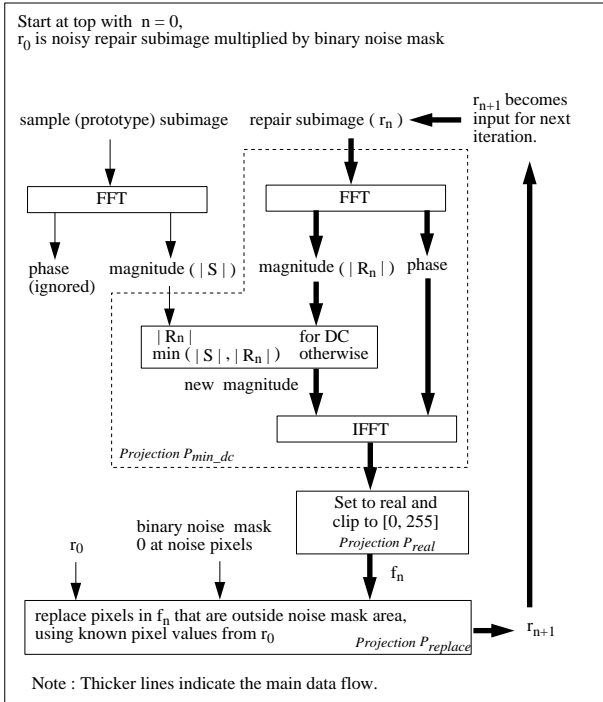 Start at top with n = 0,
r0 is noisy repair subimage multiplied by binary noise mask
sample (prototype) subimage
repair subimage ( rn )
rn+1 becomes
input for next
iteration.
FFT
FFT
phase
(ignored)
magnitude ( | S | )
magnitude ( | Rn | )
phase
| Rn | for DC
min ( | S | , | Rn | ) otherwise
new magnitude
IFFT
Projection Pmin_dc
Set to real and
clip to [0, 255]
Projection Preal
binary noise mask
0 at noise pixels
r0
fn
replace pixels in fn that are outside noise mask area,
using known pixel values from r0
Projection Preplace
rn+1
Note : Thicker lines indicate the main data flow.